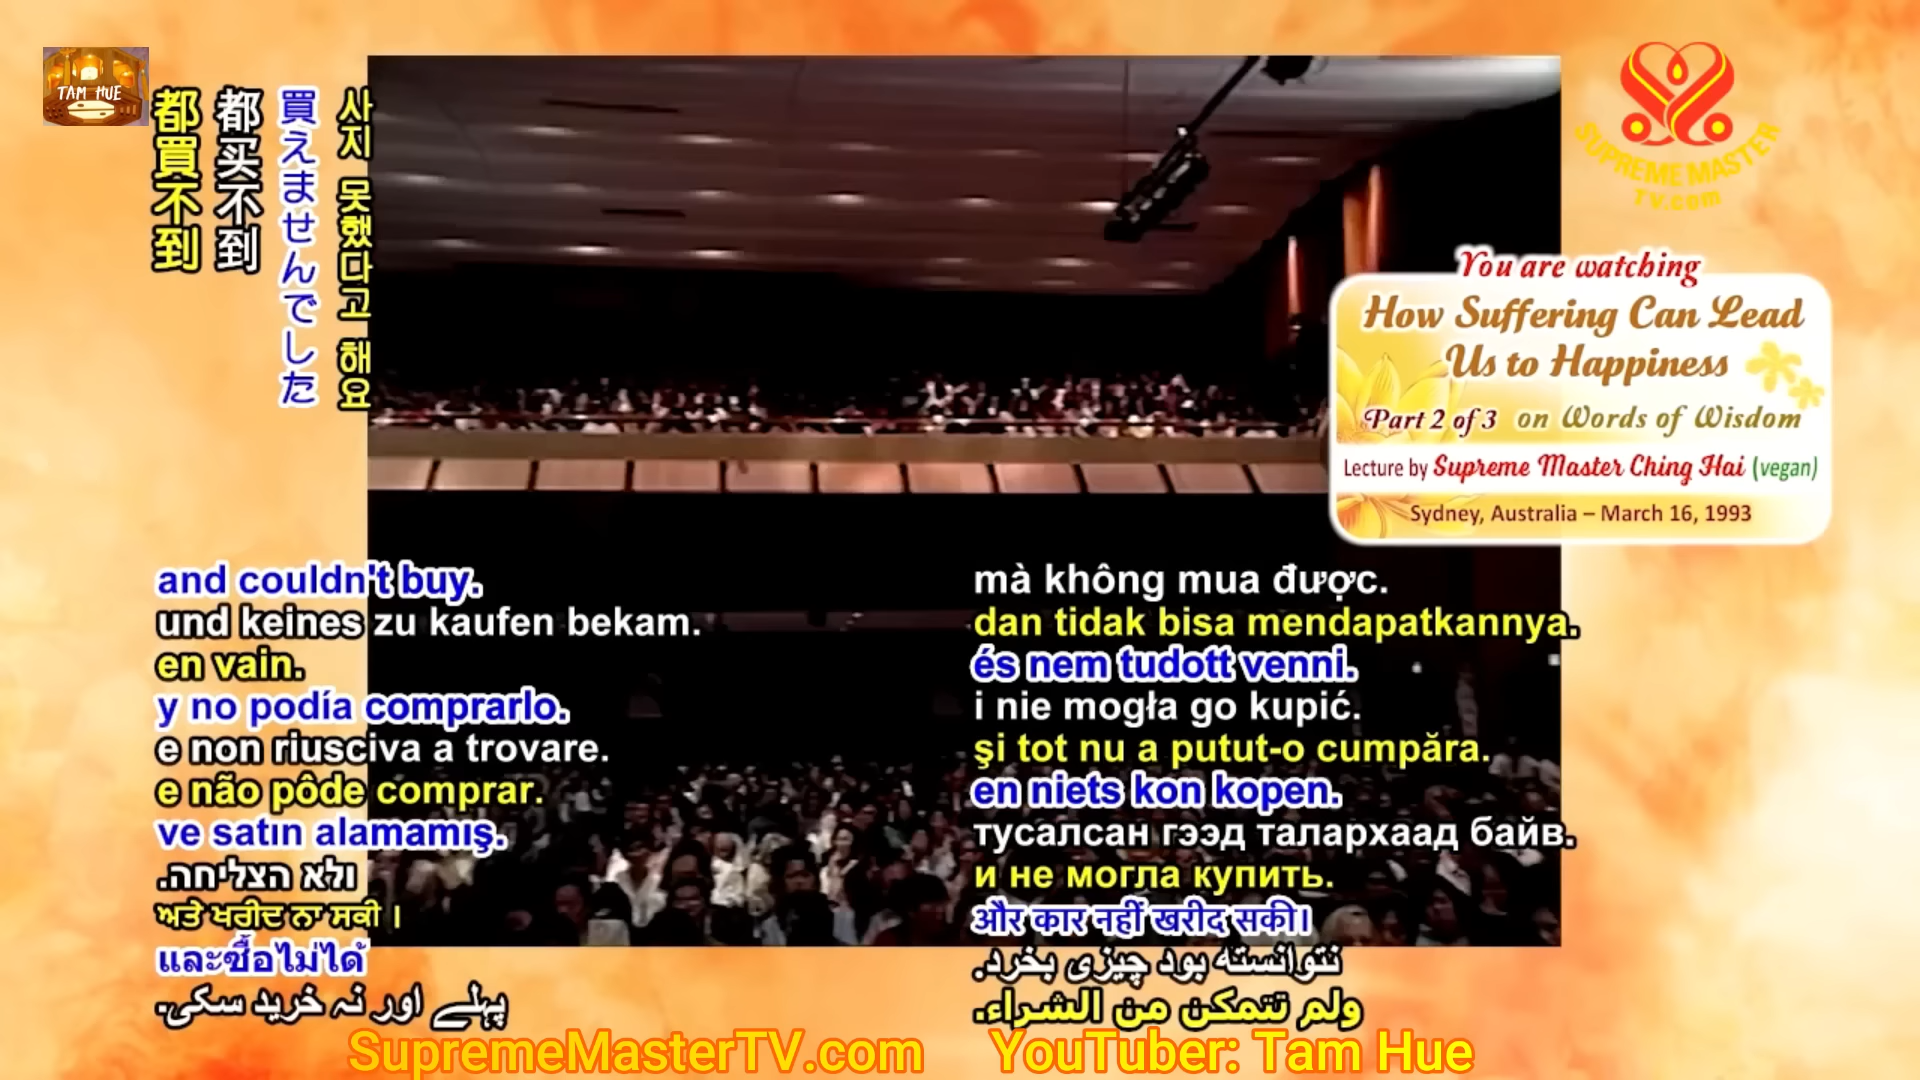 TAM HUE
都買不到
都买不到
買えませんでした
사지 못했다고 해요
SUPREME MASTER
TV.com
You are watching
How Suffering Can Lead
Us to Happiness
Part 2 of 3 on Words of Wisdom
Lecture by Supreme Master Ching Hai (vegan)
Sydney, Australia – March 16, 1993
and couldn't buy.
und keines zu kaufen bekam.
en vain.
y no podía comprarlo.
e non riusciva a trovare.
e não pôde comprar.
ve satın alamamış.
ולא הצליחה.
ਅਤੇ ਖਰੀਦ ਨਾ ਸਕੀ ।
และซื้อไม่ได้
پہلے اور نہ خرید سکی۔
mà không mua được.
dan tidak bisa mendapatkannya.
és nem tudott venni.
i nie mogła go kupić.
şi tot nu a putut-o cumpăra.
en niets kon kopen.
тусалсан гээд талархаад байв.
и не могла купить.
और कार नहीं खरीद सकी।
نتوانسته بود چیزی بخرد.
ولم تتمكن من الشراء.
SupremeMasterTV.com YouTuber: Tam Hue